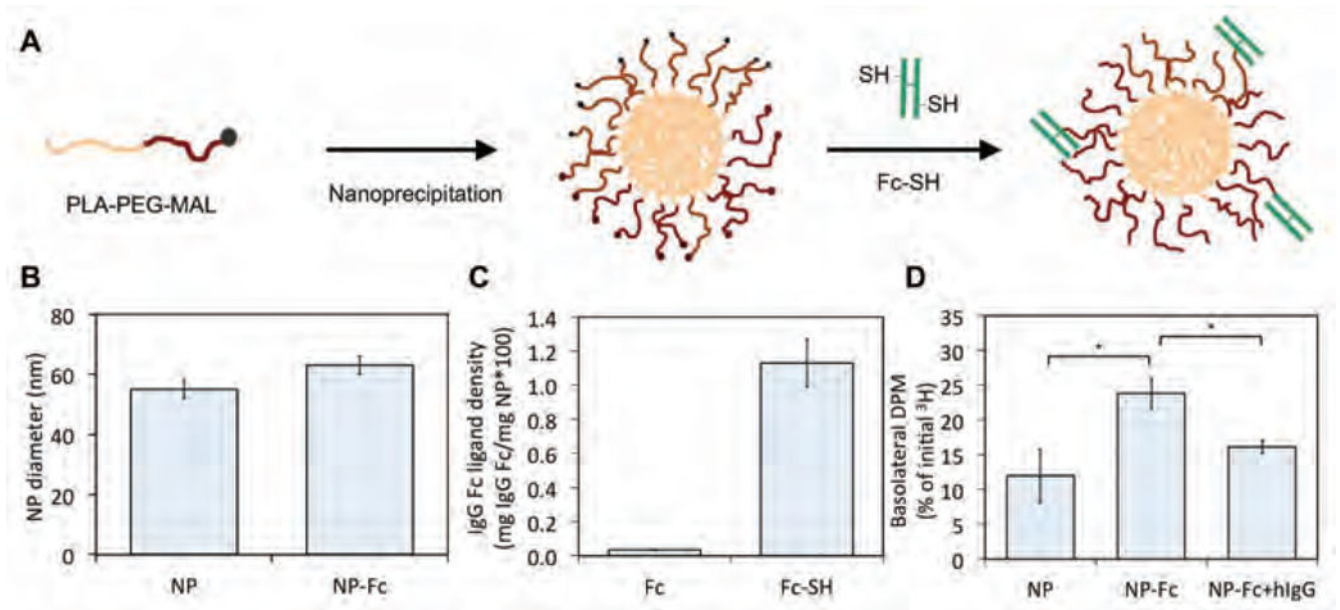 A
PLA-PEG-MAL
Nanoprecipitation
SH
SH
Fc-SH
B
NP diameter (nm)
80
60
40
20
0
NP
NP-Fc
C
IgG Fc ligand density
(mg IgG Fc/mg NP*100)
1.4
1.2
1.0
0.8
0.6
0.4
0.2
0.0
Fc
Fc-SH
D
Basolateral DPM
(% of initial ³H)
35
30
25
20
15
10
5
0
*
*
NP
NP-Fc
NP-Fc+hIgG